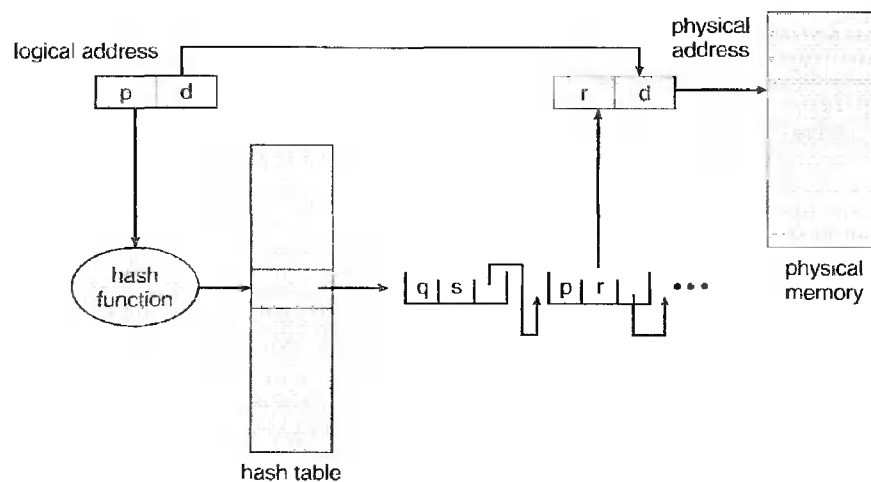 logical address
physical
address
p d
r d
hash
function
q s
p r
•••
physical
memory
hash table